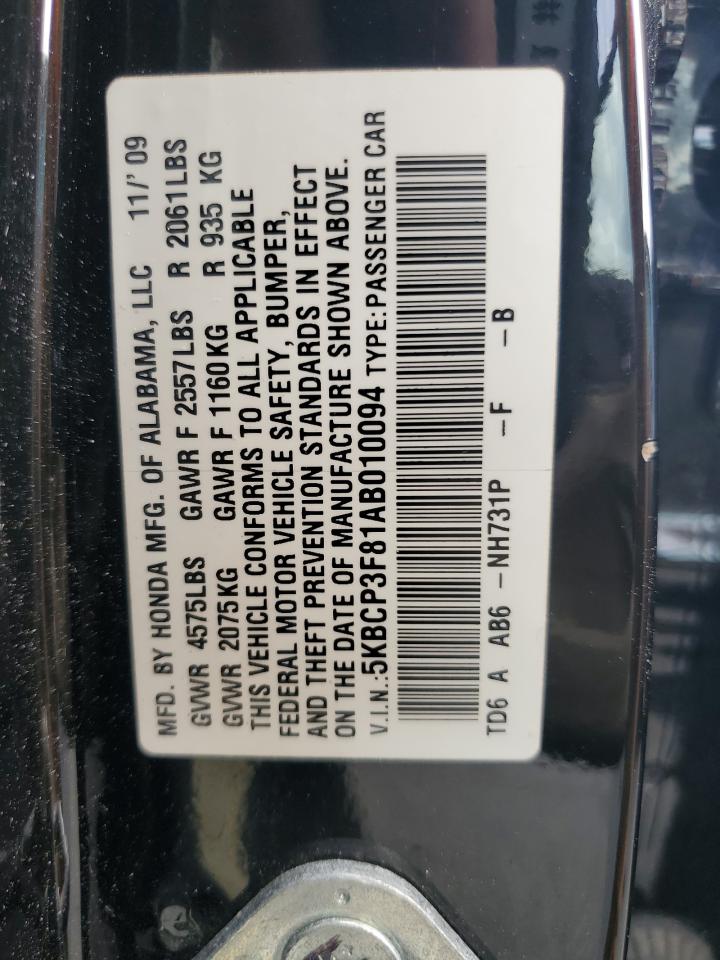 MFD. BY HONDA MFG. OF ALABAMA, LLC 11/' 09
GVWR 4575LBS GAWR F 2557LBS R 2061LBS
GVWR 2075KG GAWR F 1160KG R 935 KG
THIS VEHICLE CONFORMS TO ALL APPLICABLE
FEDERAL MOTOR VEHICLE SAFETY, BUMPER,
AND THEFT PREVENTION STANDARDS IN EFFECT
ON THE DATE OF MANUFACTURE SHOWN ABOVE.
V.I.N.:5KBCP3F81AB010094 TYPE:PASSENGER CAR
TD6 A AB6 -NH731P -F -B